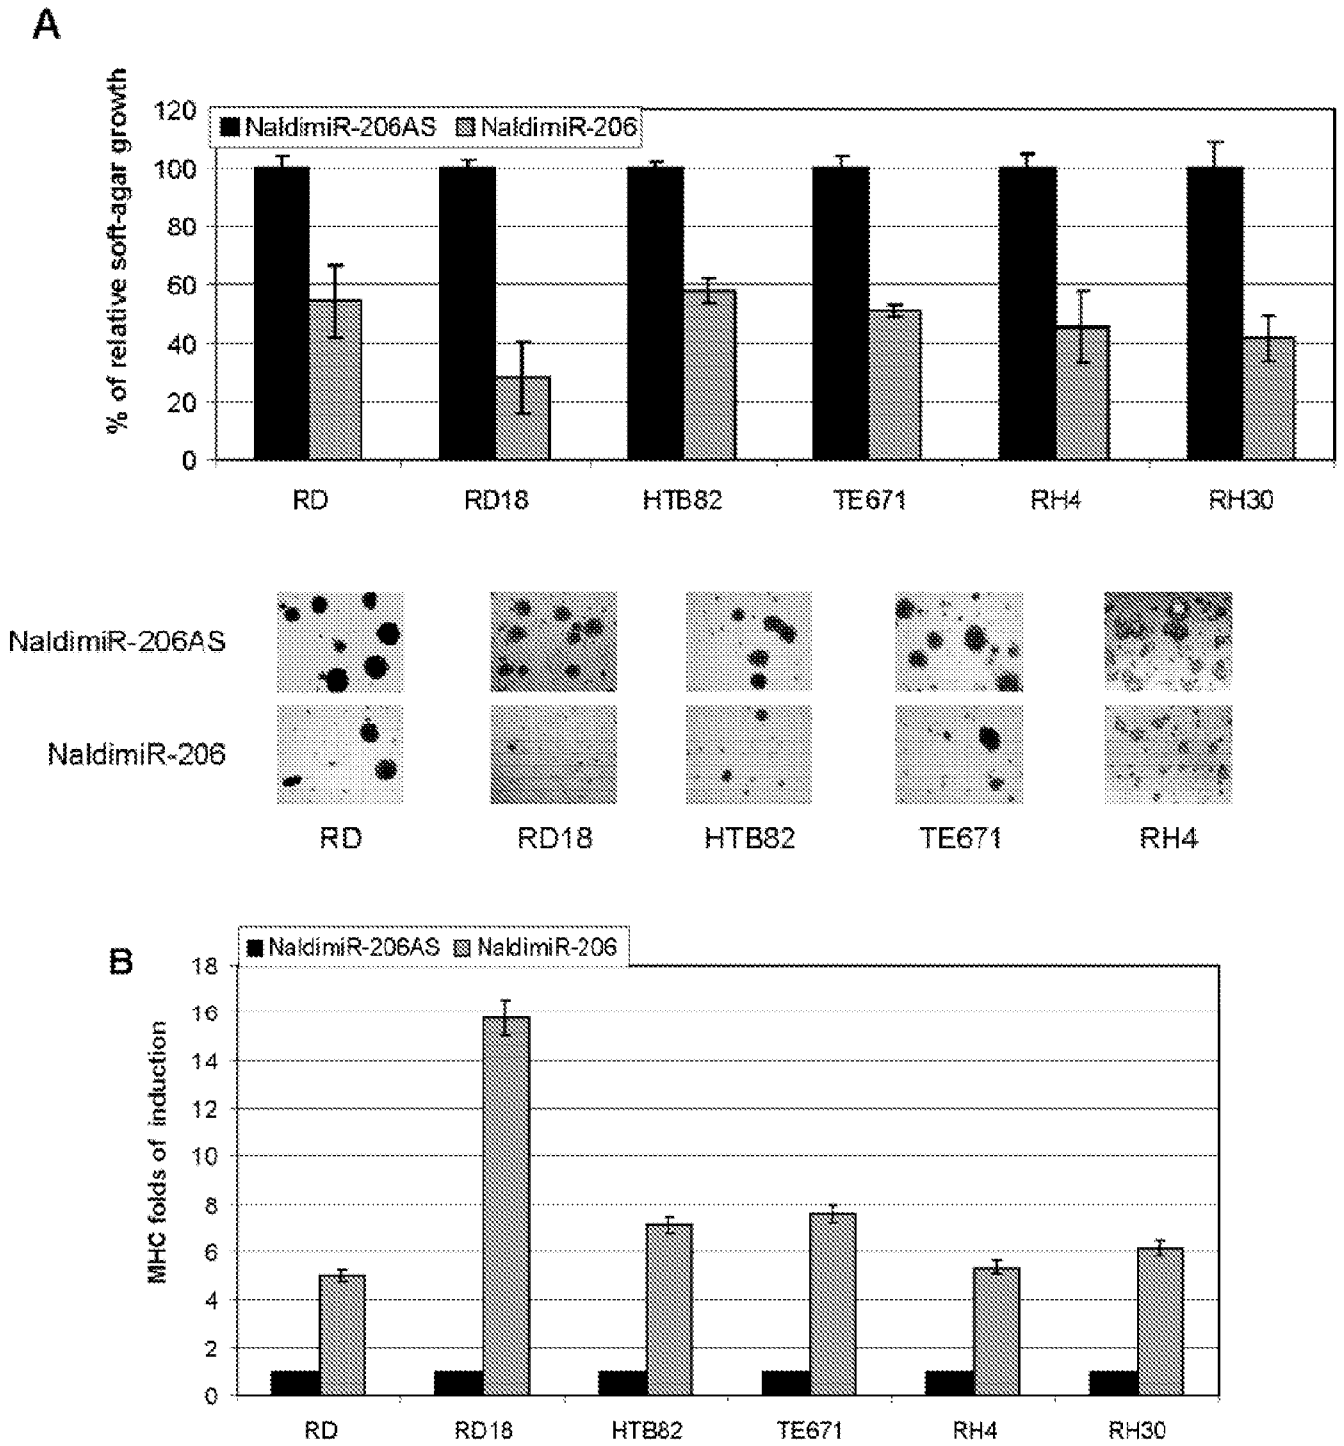 A
% of relative soft-agar growth
NaldimiR-206AS NaldimiR-206
120
100
80
60
40
20
0
RD RD18 HTB82 TE671 RH4 RH30
NaldimiR-206AS
NaldimiR-206
RD RD18 HTB82 TE671 RH4
B
MHC folds of induction
NaldimiR-206AS NaldimiR-206
18
16
14
12
10
8
6
4
2
0
RD RD18 HTB82 TE671 RH4 RH30